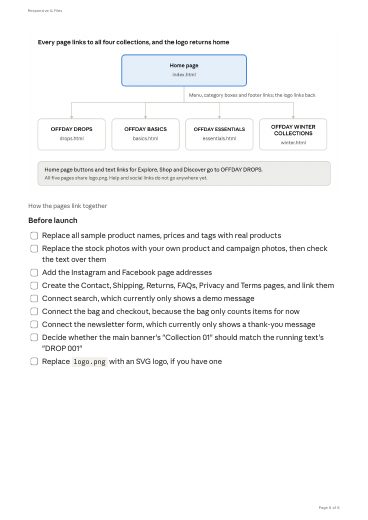 Responsive & Files
Every page links to all four collections, and the logo returns home
Home page
index.html
Menu, category boxes and footer links; the logo links back.
OFFDAY DROPS
drops.html
OFFDAY BASICS
basics.html
OFFDAY ESSENTIALS
essentials.html
OFFDAY WINTER
COLLECTIONS
winter.html
Home page buttons and text links for Explore, Shop and Discover go to OFFDAY DROPS.
All five pages share logo.png. Help and social links do not go anywhere yet.
How the pages link together
Before launch
Replace all sample product names, prices and tags with real products
Replace the stock photos with your own product and campaign photos, then check
the text over them
Add the Instagram and Facebook page addresses
Create the Contact, Shipping, Returns, FAQs, Privacy and Terms pages, and link them
Connect search, which currently only shows a demo message
Connect the bag and checkout, because the bag only counts items for now
Connect the newsletter form, which currently only shows a thank-you message
Decide whether the main banner's "Collection 01" should match the running text's
"DROP 001"
Replace logo.png with an SVG logo, if you have one